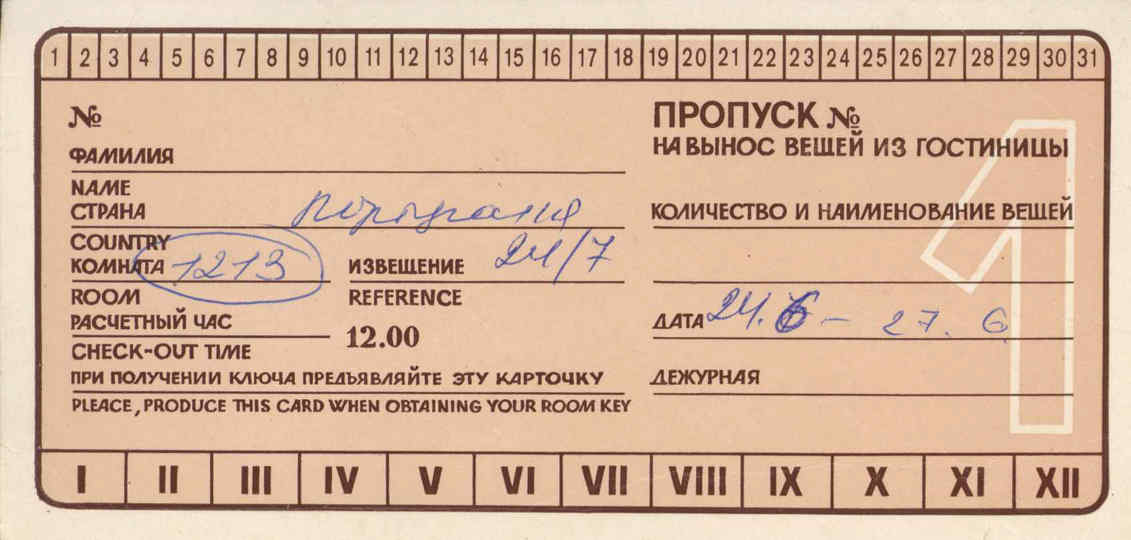 1 2 3 4 5 6 7 8 9 10 11 12 13 14 15 16 17 18 19 20 21 22 23 24 25 26 27 28 29 30 31
№
ФАМИЛИЯ
NAME
СТРАНА Португалия
COUNTRY
КОМНАТА 1213 ИЗВЕЩЕНИЕ 24/7
ROOM REFERENCE
РАСЧЕТНЫЙ ЧАС
12.00
CHECK-OUT TIME
ПРИ ПОЛУЧЕНИИ КЛЮЧА ПРЕДЪЯВЛЯЙТЕ ЭТУ КАРТОЧКУ
PLEACE, PRODUCE THIS CARD WHEN OBTAINING YOUR ROOM KEY
ПРОПУСК №
НА ВЫНОС ВЕЩЕЙ ИЗ ГОСТИНИЦЫ
КОЛИЧЕСТВО И НАИМЕНОВАНИЕ ВЕЩЕЙ
ДАТА 24.6 - 27.6
ДЕЖУРНАЯ
1
I II III IV V VI VII VIII IX X XI XII